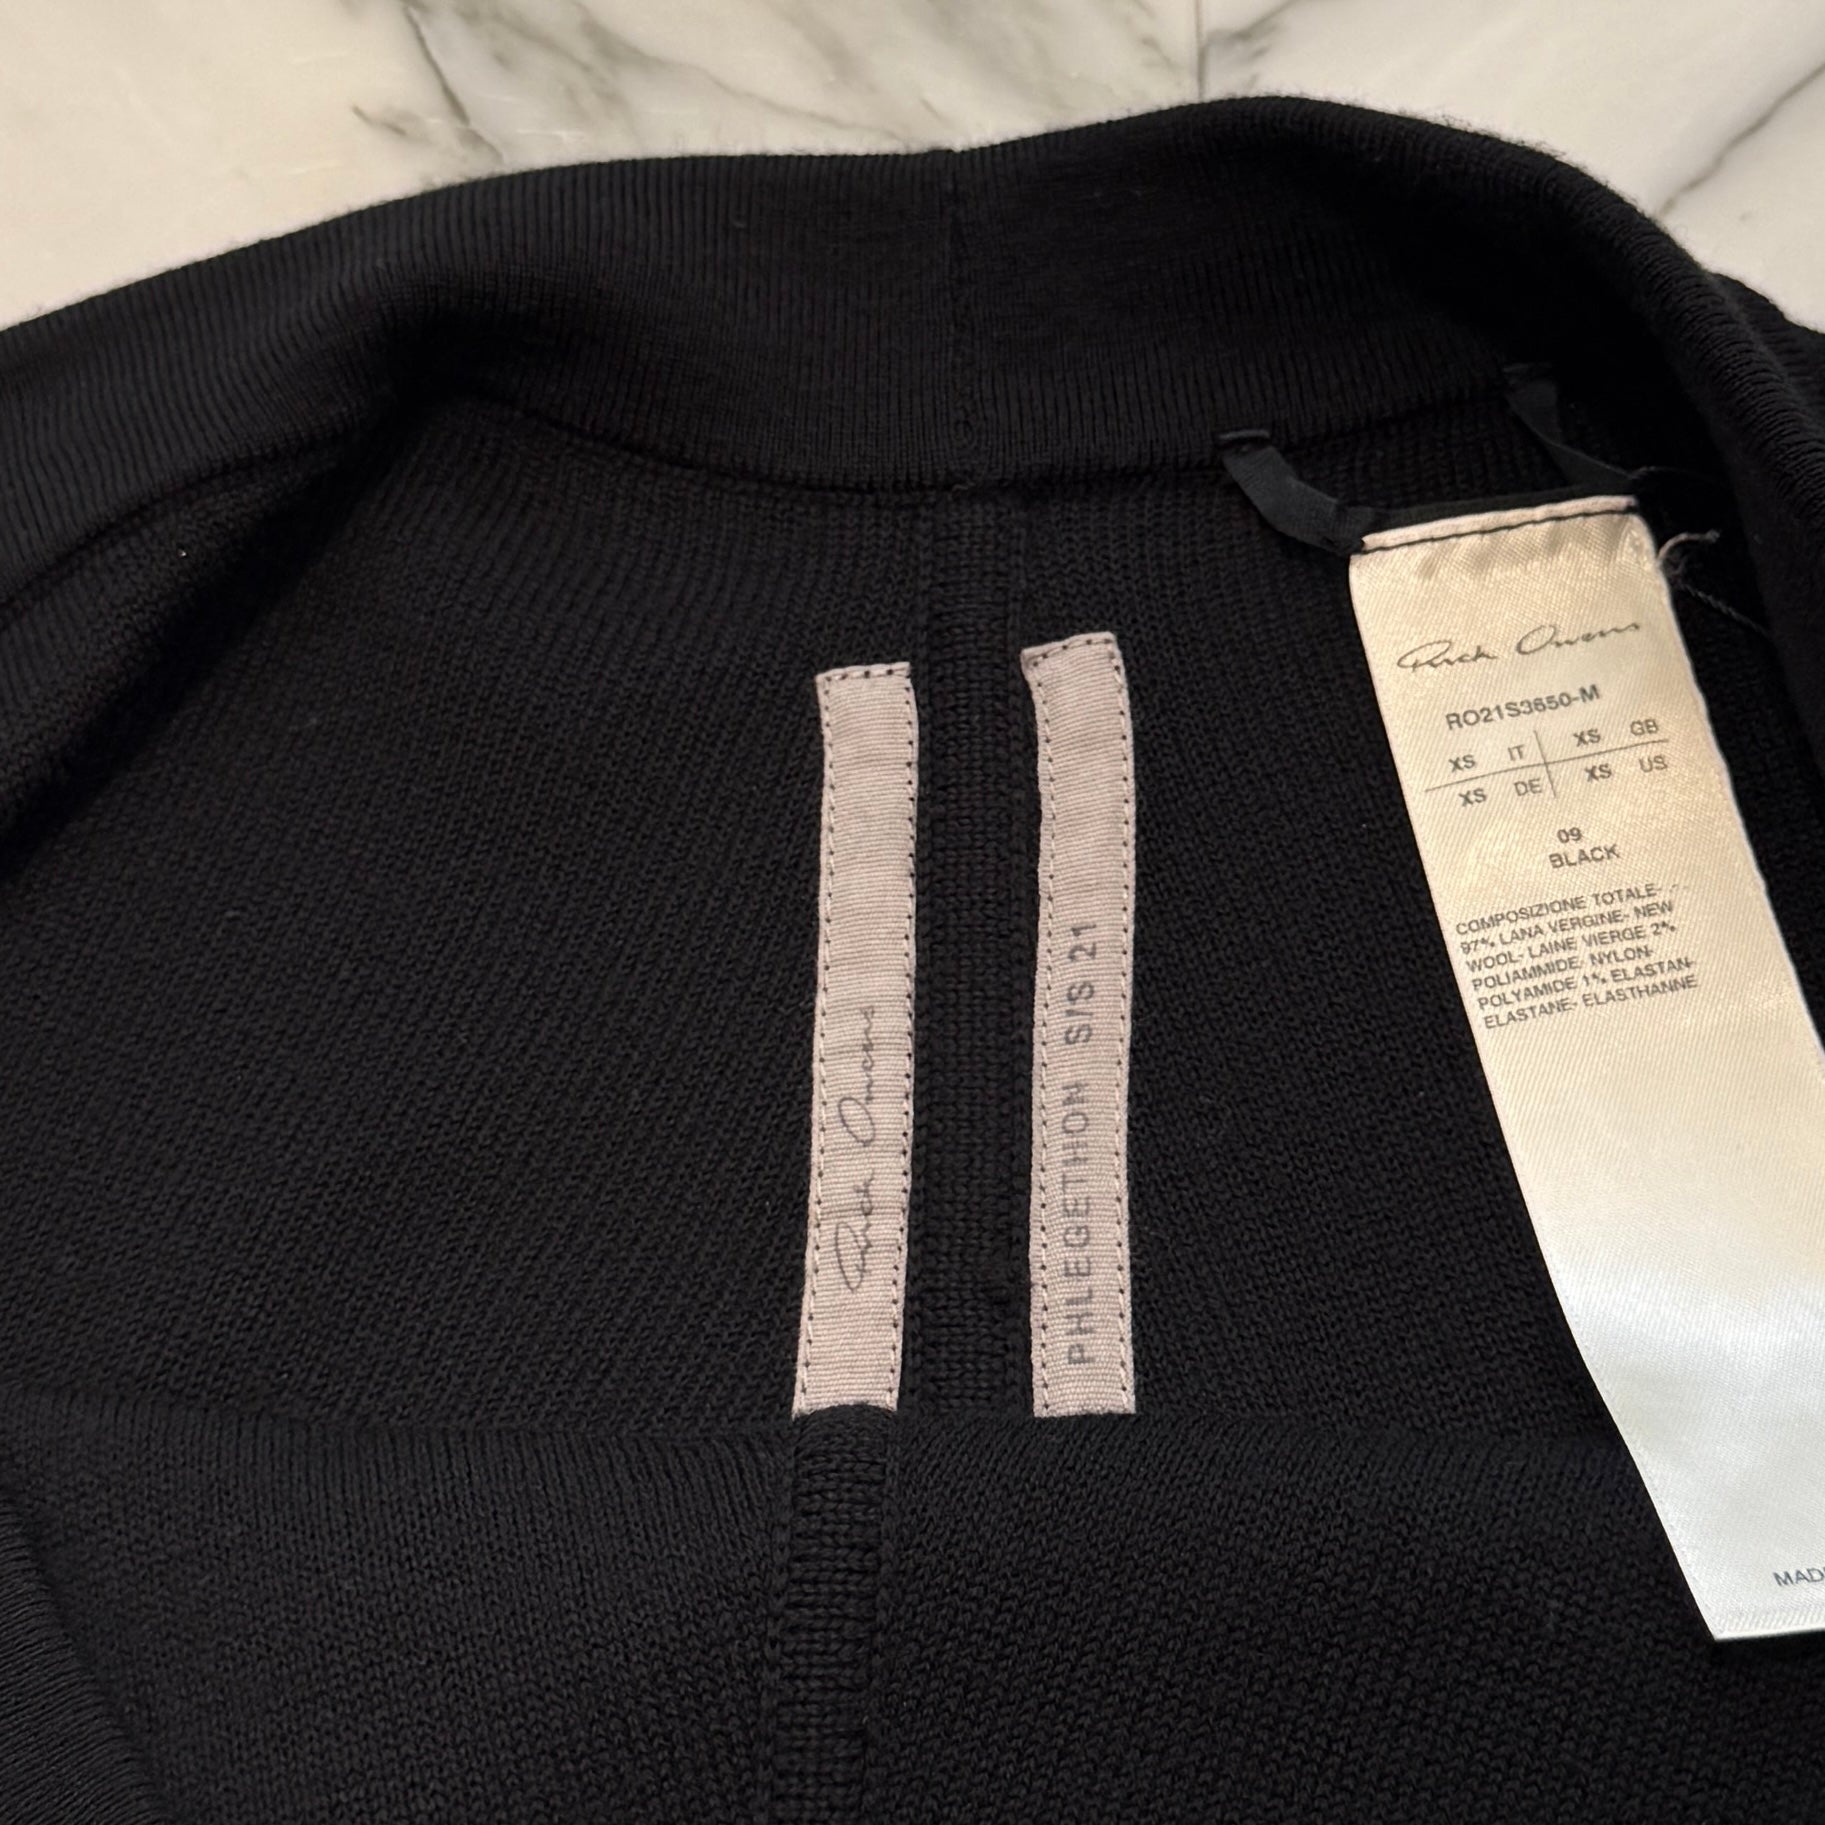 Rick Owens
PHLEGETHON S/S 21
Rick Owens
RO21S3650-M
XS IT XS GB
XS DE XS US
09
BLACK
COMPOSIZIONE TOTALE- .-
97% LANA VERGINE- NEW
WOOL- LAINE VIERGE 2%
POLIAMMIDE- NYLON-
POLYAMIDE 1% ELASTAN-
ELASTANE- ELASTHANNE